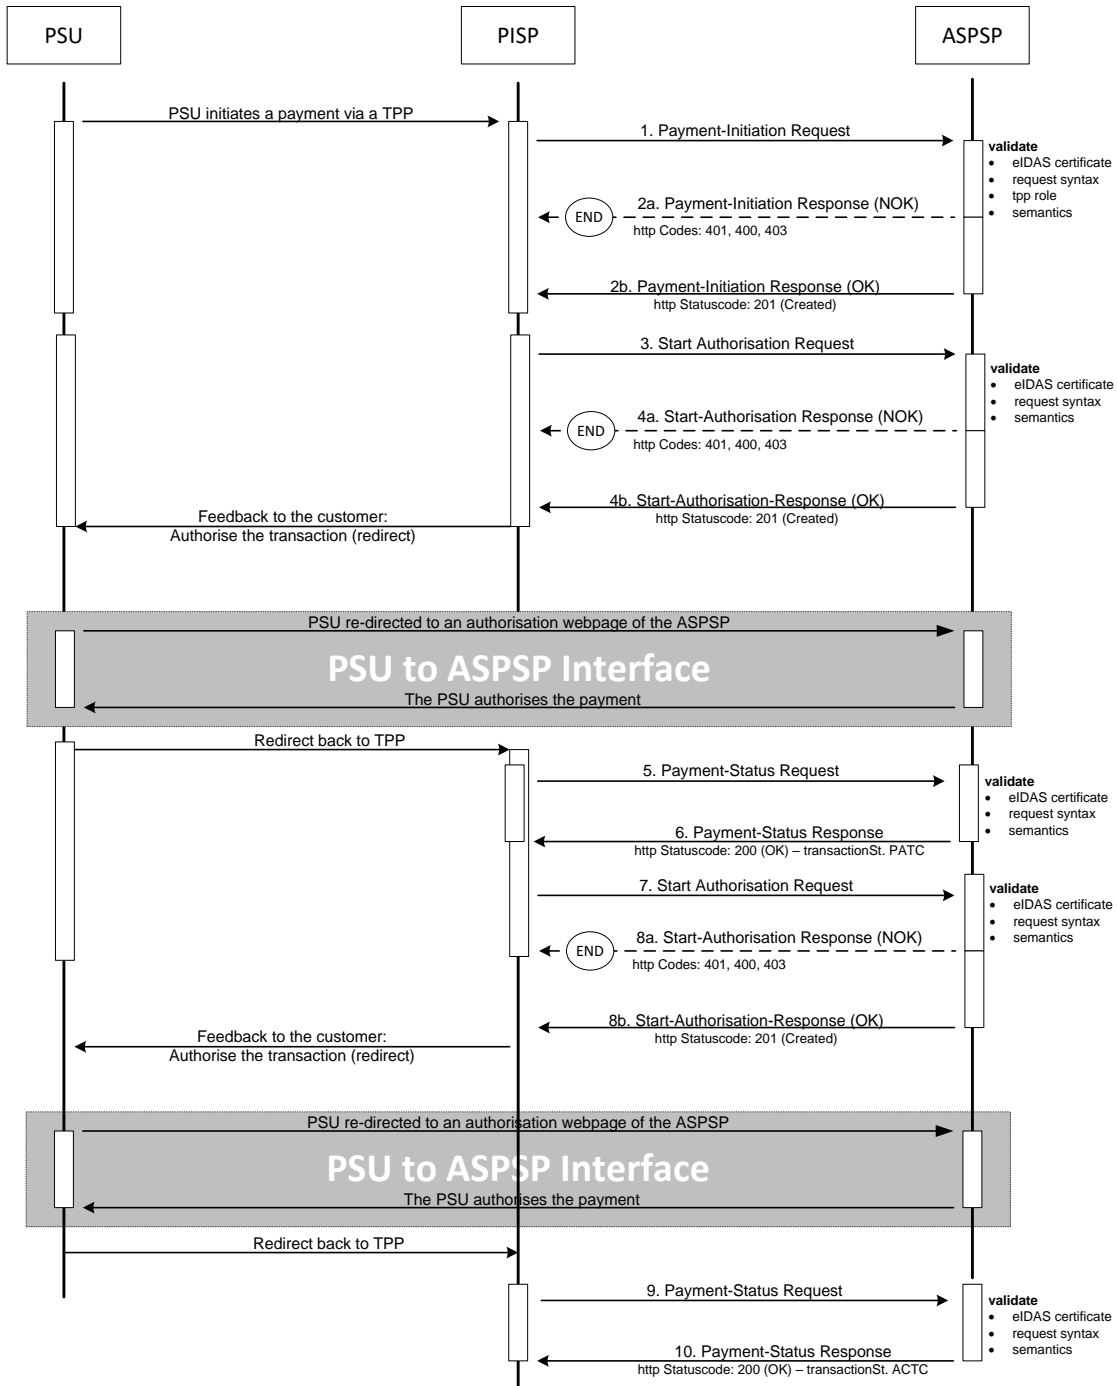 PSU
PISP
ASPSP
PSU initiates a payment via a TPP
1. Payment-Initiation Request
validate
• eIDAS certificate
• request syntax
• tpp role
• semantics
2a. Payment-Initiation Response (NOK)
END
http Codes: 401, 400, 403
2b. Payment-Initiation Response (OK)
http Statuscode: 201 (Created)
3. Start Authorisation Request
validate
• eIDAS certificate
• request syntax
• semantics
4a. Start-Authorisation Response (NOK)
END
http Codes: 401, 400, 403
4b. Start-Authorisation-Response (OK)
http Statuscode: 201 (Created)
Feedback to the customer:
Authorise the transaction (redirect)
PSU re-directed to an authorisation webpage of the ASPSP
PSU to ASPSP Interface
The PSU authorises the payment
Redirect back to TPP
5. Payment-Status Request
validate
• eIDAS certificate
• request syntax
• semantics
6. Payment-Status Response
http Statuscode: 200 (OK) – transactionSt. PATC
7. Start Authorisation Request
validate
• eIDAS certificate
• request syntax
• semantics
8a. Start-Authorisation Response (NOK)
END
http Codes: 401, 400, 403
8b. Start-Authorisation-Response (OK)
http Statuscode: 201 (Created)
Feedback to the customer:
Authorise the transaction (redirect)
PSU re-directed to an authorisation webpage of the ASPSP
PSU to ASPSP Interface
The PSU authorises the payment
Redirect back to TPP
9. Payment-Status Request
validate
• eIDAS certificate
• request syntax
• semantics
10. Payment-Status Response
http Statuscode: 200 (OK) – transactionSt. ACTC